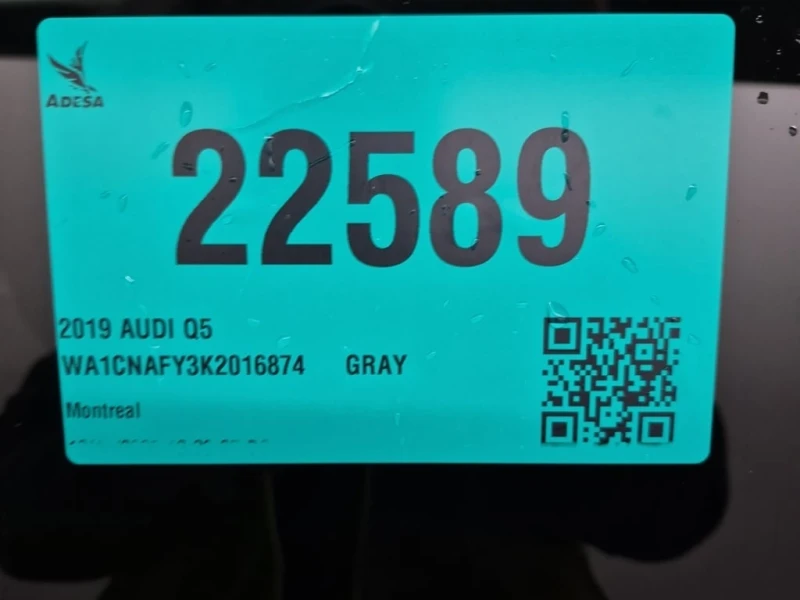 ADESA
22589
2019 AUDI Q5
WA1CNAFY3K2016874 GRAY
Montreal